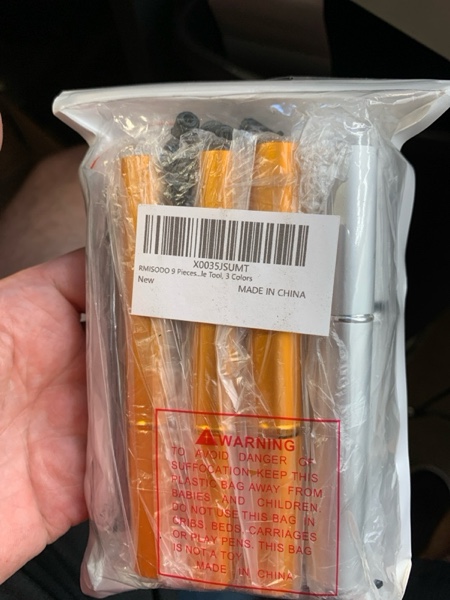 X0035JSUMT
RMISODO 9 Pieces...le Tool, 3 Colors
New
MADE IN CHINA
WARNING
TO AVOID DANGER OF
SUFFOCATION KEEP THIS
PLASTIC BAG AWAY FROM
BABIES AND CHILDREN.
DO NOT USE THIS BAG IN
CRIBS, BEDS, CARRIAGES
OR PLAY PENS. THIS BAG
IS NOT A TOY.
MADE IN CHINA